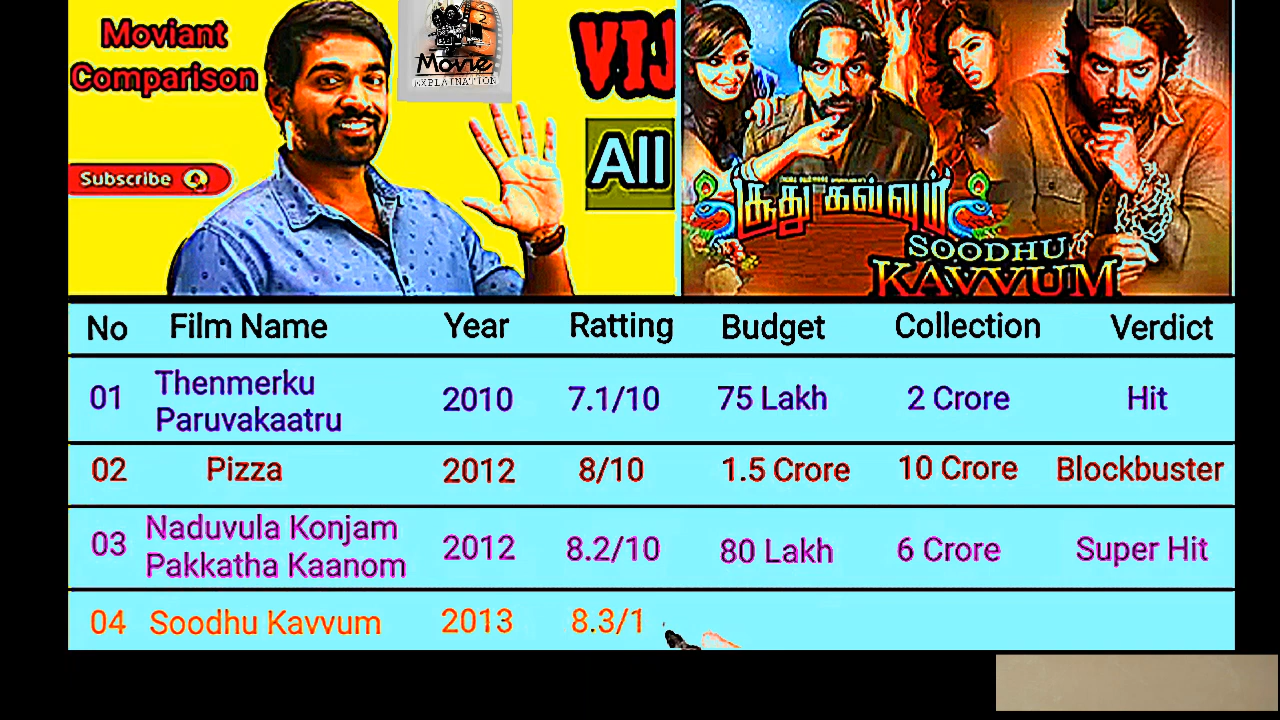 Moviant
Comparison
Subscribe
Movie
EXPLAINATION
VIJ
All
சூது கவ்வும்
SOODHU
KAVVUM
No Film Name Year Ratting Budget Collection Verdict
01 Thenmerku Paruvakaatru 2010 7.1/10 75 Lakh 2 Crore Hit
02 Pizza 2012 8/10 1.5 Crore 10 Crore Blockbuster
03 Naduvula Konjam Pakkatha Kaanom 2012 8.2/10 80 Lakh 6 Crore Super Hit
04 Soodhu Kavvum 2013 8.3/1